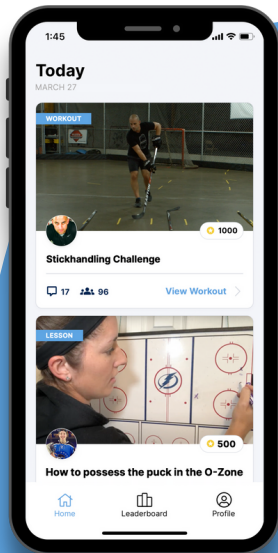 1:45
Today
MARCH 27
WORKOUT
1000
Stickhandling Challenge
17 96 View Workout
LESSON
500
How to possess the puck in the O-Zone
Home Leaderboard Profile